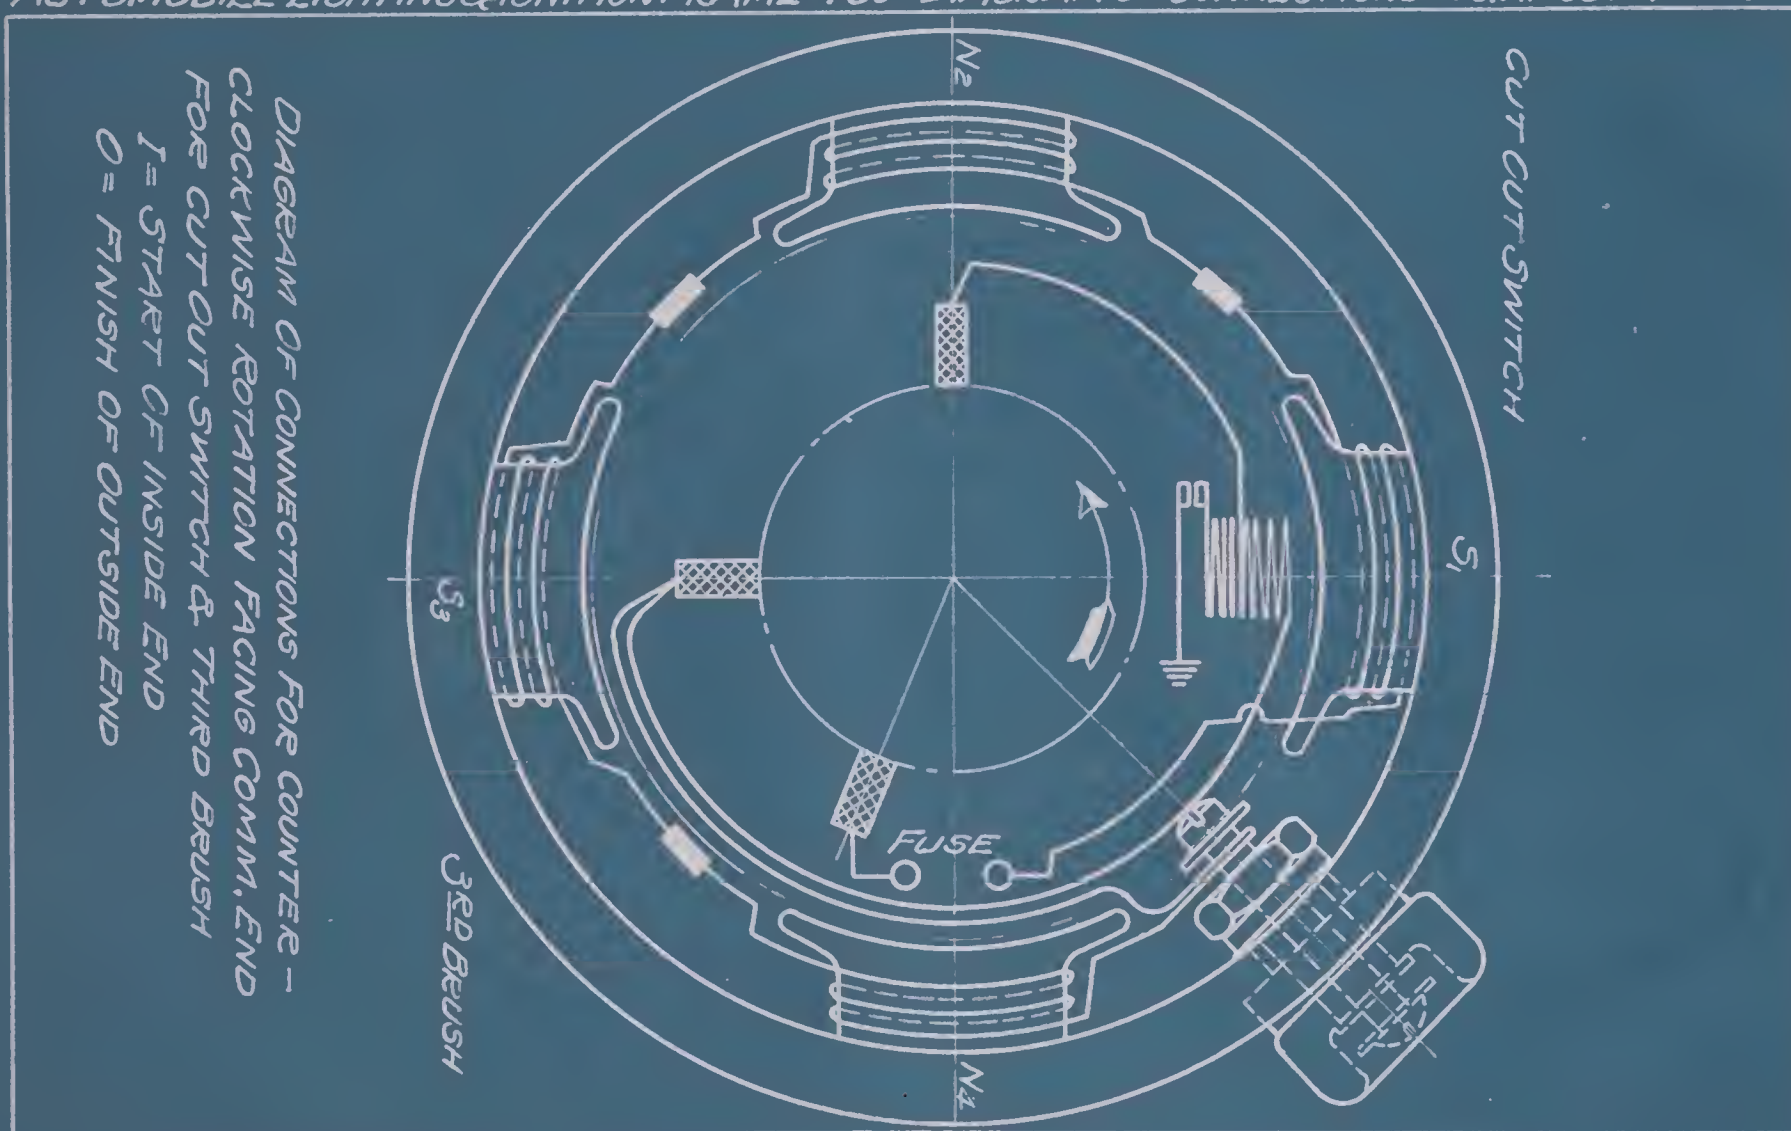 DIAGRAM OF CONNECTIONS FOR COUNTER-
CLOCKWISE ROTATION FACING COMM. END
FOR CUT-OUT SWITCH & THIRD BRUSH
I = START OF INSIDE END
O = FINISH OF OUTSIDE END
CUT OUT SWITCH
N2
S1
S3
N4
FUSE
3RD BRUSH